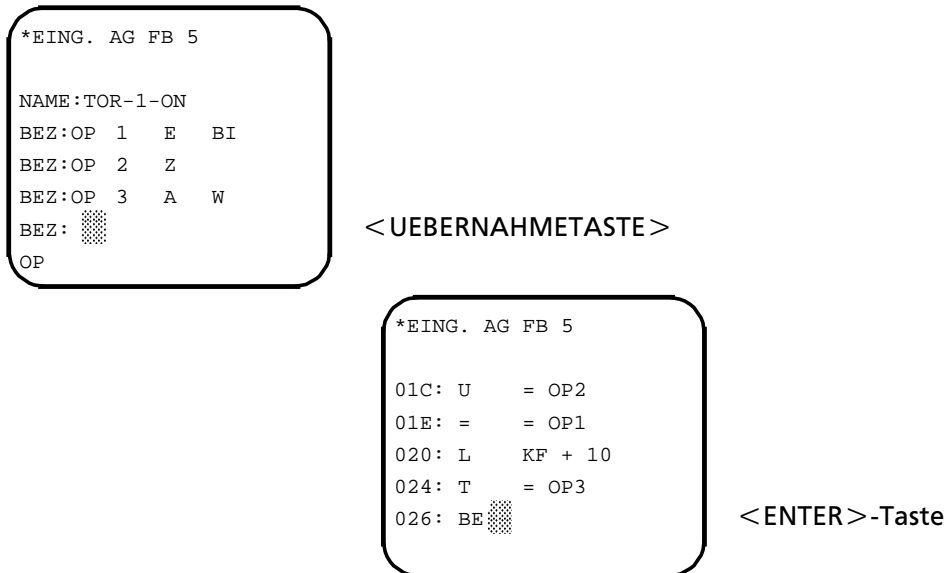 *EING. AG FB 5
NAME:TOR-1-ON
BEZ:OP 1 E BI
BEZ:OP 2 Z
BEZ:OP 3 A W
BEZ:
OP
<UEBERNAHMETASTE>
*EING. AG FB 5
01C: U = OP2
01E: = = OP1
020: L KF + 10
024: T = OP3
026: BE
<ENTER>-Taste